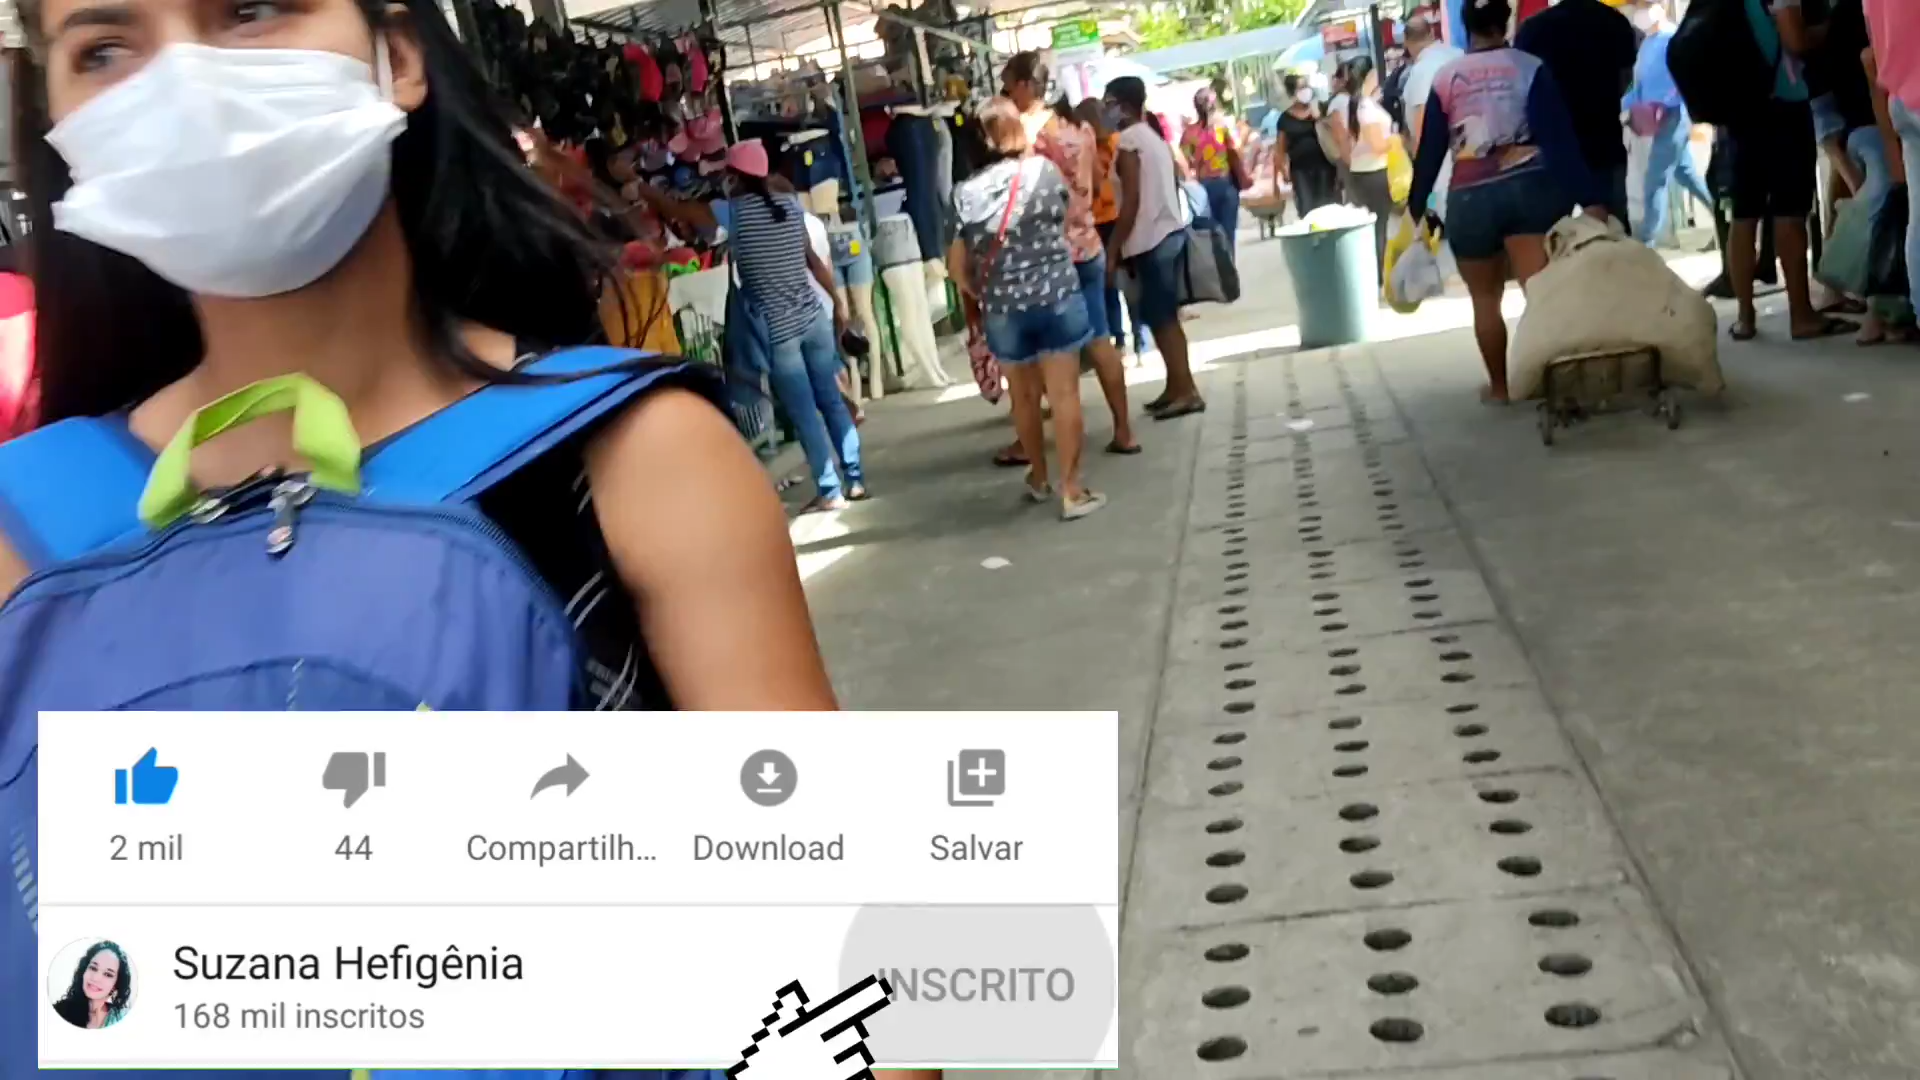 2 mil
44
Compartilh...
Download
Salvar
Suzana Hefigênia
INSCRITO
168 mil inscritos